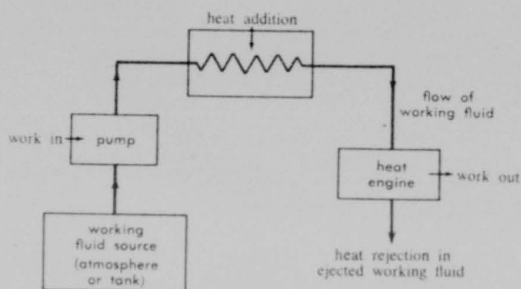 heat addition
flow of
working fluid
work in
pump
heat
engine
work out
working
fluid source
(atmosphere
or tank)
heat rejection in
ejected working fluid